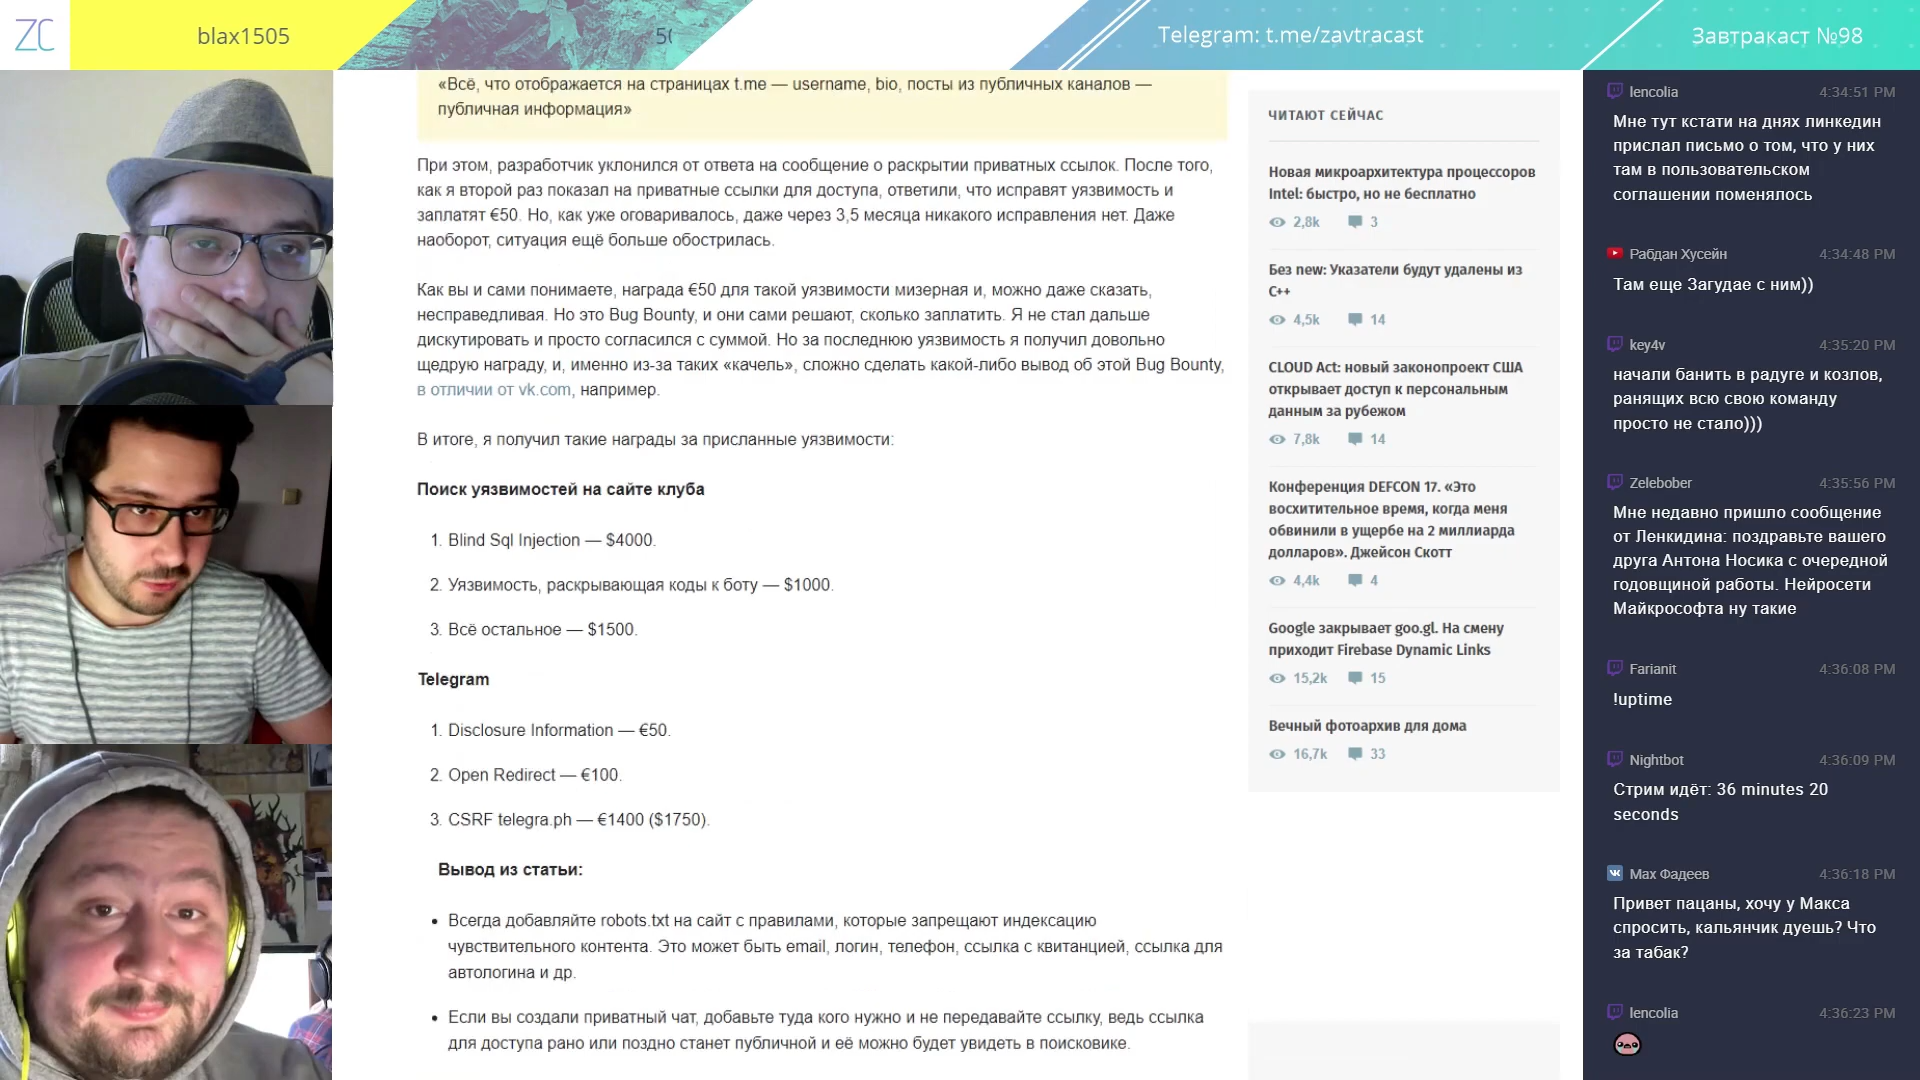 ZC
blax1505
Telegram: t.me/zavtracast
Завтракаст №98
«Всё, что отображается на страницах t.me — username, bio, посты из публичных каналов —
публичная информация»
При этом, разработчик уклонился от ответа на сообщение о раскрытии приватных ссылок. После того,
как я второй раз показал на приватные ссылки для доступа, ответили, что исправят уязвимость и
заплатят €50. Но, как уже оговаривалось, даже через 3,5 месяца никакого исправления нет. Даже
наоборот, ситуация ещё больше обострилась.
Как вы и сами понимаете, награда €50 для такой уязвимости мизерная и, можно даже сказать,
несправедливая. Но это Bug Bounty, и они сами решают, сколько заплатить. Я не стал дальше
дискутировать и просто согласился с суммой. Но за последнюю уязвимость я получил довольно
щедрую награду, и, именно из-за таких «качель», сложно сделать какой-либо вывод об этой Bug Bounty,
в отличии от vk.com, например.
В итоге, я получил такие награды за присланные уязвимости:
Поиск уязвимостей на сайте клуба
1. Blind Sql Injection — $4000.
2. Уязвимость, раскрывающая коды к боту — $1000.
3. Всё остальное — $1500.
Telegram
1. Disclosure Information — €50.
2. Open Redirect — €100.
3. CSRF telegra.ph — €1400 ($1750).
Вывод из статьи:
• Всегда добавляйте robots.txt на сайт с правилами, которые запрещают индексацию
чувствительного контента. Это может быть email, логин, телефон, ссылка с квитанцией, ссылка для
автологина и др.
• Если вы создали приватный чат, добавьте туда кого нужно и не передавайте ссылку, ведь ссылка
для доступа рано или поздно станет публичной и её можно будет увидеть в поисковике.
ЧИТАЮТ СЕЙЧАС
Новая микроархитектура процессоров
Intel: быстро, но не бесплатно
2,8k 3
Без new: Указатели будут удалены из
C++
4,5k 14
CLOUD Act: новый законопроект США
открывает доступ к персональным
данным за рубежом
7,8k 14
Конференция DEFCON 17. «Это
восхитительное время, когда меня
обвинили в ущербе на 2 миллиарда
долларов». Джейсон Скотт
4,4k 4
Google закрывает goo.gl. На смену
приходит Firebase Dynamic Links
15,2k 15
Вечный фотоархив для дома
16,7k 33
lencolia 4:34:51 PM
Мне тут кстати на днях линкедин
прислал письмо о том, что у них
там в пользовательском
соглашении поменялось
Рабдан Хусейн 4:34:48 PM
Там еще Загудае с ним))
key4v 4:35:20 PM
начали банить в радуге и козлов,
ранящих всю свою команду
просто не стало)))
Zelebober 4:35:56 PM
Мне недавно пришло сообщение
от Ленкидина: поздравьте вашего
друга Антона Носика с очередной
годовщиной работы. Нейросети
Майкрософта ну такие
Farianit 4:36:08 PM
!uptime
Nightbot 4:36:09 PM
Стрим идёт: 36 minutes 20
seconds
Мах Фадеев 4:36:18 PM
Привет пацаны, хочу у Макса
спросить, кальянчик дуешь? Что
за табак?
lencolia 4:36:23 PM